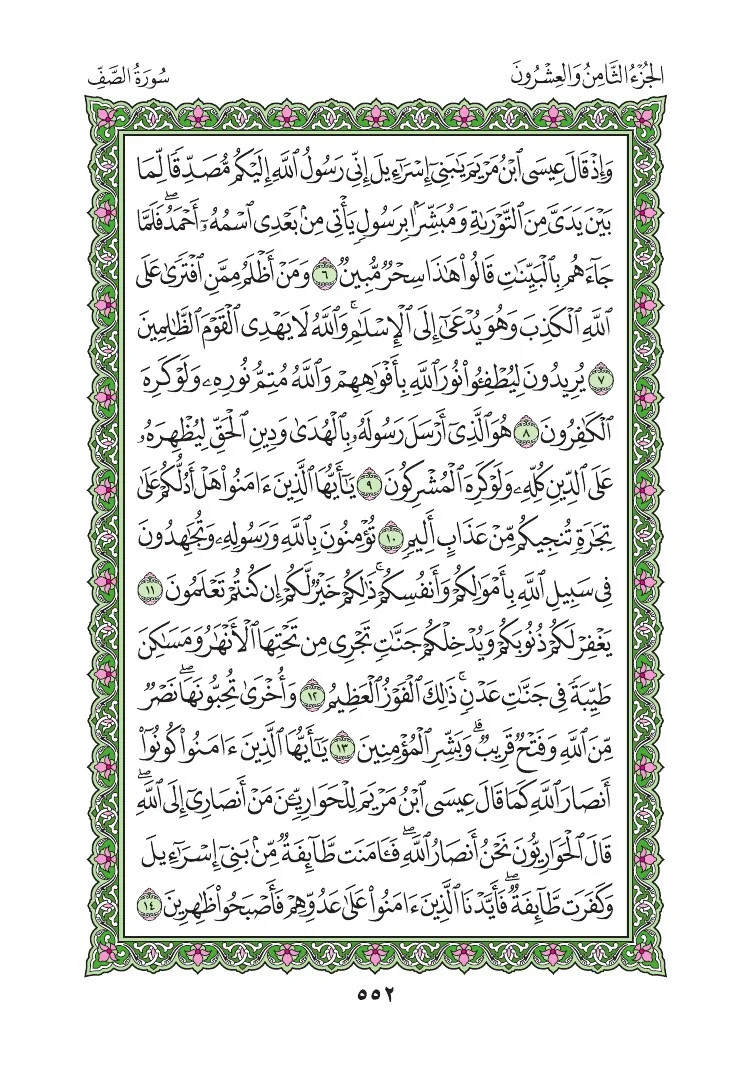 الجُزْءُ الثَّامِنُ وَالعِشْرُونَ سُورَةُ الصَّفِّ
وَإِذْ قَالَ عِيسَى ٱبْنُ مَرْيَمَ يَٰبَنِىٓ إِسْرَٰٓءِيلَ إِنِّى رَسُولُ ٱللَّهِ إِلَيْكُم مُّصَدِّقًا لِّمَا
بَيْنَ يَدَىَّ مِنَ ٱلتَّوْرَىٰةِ وَمُبَشِّرًۢا بِرَسُولٍ يَأْتِى مِنۢ بَعْدِى ٱسْمُهُۥٓ أَحْمَدُ ۖ فَلَمَّا
جَآءَهُم بِٱلْبَيِّنَٰتِ قَالُوا۟ هَٰذَا سِحْرٌ مُّبِينٌ ٦ وَمَنْ أَظْلَمُ مِمَّنِ ٱفْتَرَىٰ عَلَى
ٱللَّهِ ٱلْكَذِبَ وَهُوَ يُدْعَىٰٓ إِلَى ٱلْإِسْلَٰمِ ۚ وَٱللَّهُ لَا يَهْدِى ٱلْقَوْمَ ٱلظَّٰلِمِينَ
٧ يُرِيدُونَ لِيُطْفِـُٔوا۟ نُورَ ٱللَّهِ بِأَفْوَٰهِهِمْ وَٱللَّهُ مُتِمُّ نُورِهِۦ وَلَوْ كَرِهَ
ٱلْكَٰفِرُونَ ٨ هُوَ ٱلَّذِىٓ أَرْسَلَ رَسُولَهُۥ بِٱلْهُدَىٰ وَدِينِ ٱلْحَقِّ لِيُظْهِرَهُۥ
عَلَى ٱلدِّينِ كُلِّهِۦ وَلَوْ كَرِهَ ٱلْمُشْرِكُونَ ٩ يَٰٓأَيُّهَا ٱلَّذِينَ ءَامَنُوا۟ هَلْ أَدُلُّكُمْ عَلَىٰ
تِجَٰرَةٍ تُنجِيكُم مِّنْ عَذَابٍ أَلِيمٍ ١٠ تُؤْمِنُونَ بِٱللَّهِ وَرَسُولِهِۦ وَتُجَٰهِدُونَ
فِى سَبِيلِ ٱللَّهِ بِأَمْوَٰلِكُمْ وَأَنفُسِكُمْ ۚ ذَٰلِكُمْ خَيْرٌ لَّكُمْ إِن كُنتُمْ تَعْلَمُونَ ١١
يَغْفِرْ لَكُمْ ذُنُوبَكُمْ وَيُدْخِلْكُمْ جَنَّٰتٍ تَجْرِى مِن تَحْتِهَا ٱلْأَنْهَٰرُ وَمَسَٰكِنَ
طَيِّبَةً فِى جَنَّٰتِ عَدْنٍ ۚ ذَٰلِكَ ٱلْفَوْزُ ٱلْعَظِيمُ ١٢ وَأُخْرَىٰ تُحِبُّونَهَا ۖ نَصْرٌ
مِّنَ ٱللَّهِ وَفَتْحٌ قَرِيبٌ ۗ وَبَشِّرِ ٱلْمُؤْمِنِينَ ١٣ يَٰٓأَيُّهَا ٱلَّذِينَ ءَامَنُوا۟ كُونُوٓا۟
أَنصَارَ ٱللَّهِ كَمَا قَالَ عِيسَى ٱبْنُ مَرْيَمَ لِلْحَوَارِيِّـۧنَ مَنْ أَنصَارِىٓ إِلَى ٱللَّهِ ۖ
قَالَ ٱلْحَوَارِيُّونَ نَحْنُ أَنصَارُ ٱللَّهِ ۖ فَـَٔامَنَت طَّآئِفَةٌ مِّنۢ بَنِىٓ إِسْرَٰٓءِيلَ
وَكَفَرَت طَّآئِفَةٌ ۖ فَأَيَّدْنَا ٱلَّذِينَ ءَامَنُوا۟ عَلَىٰ عَدُوِّهِمْ فَأَصْبَحُوا۟ ظَٰهِرِينَ ١٤
٥٥٢